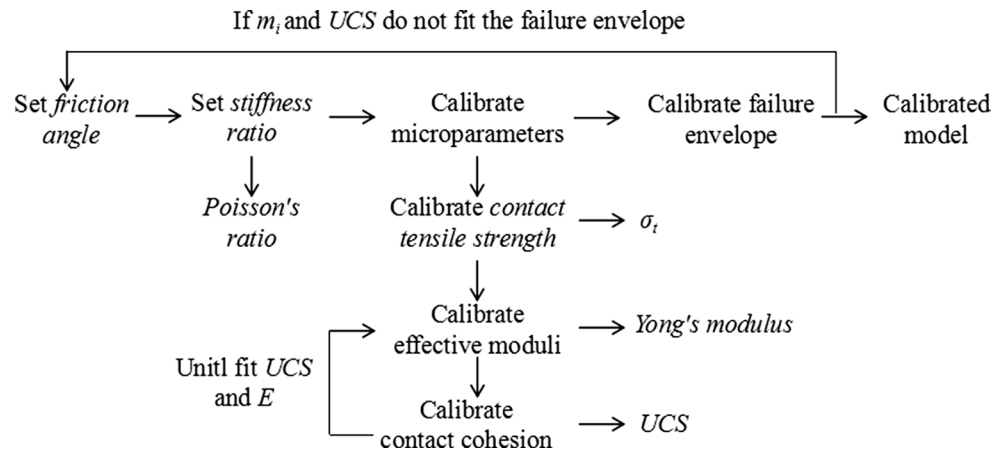 If mi and UCS do not fit the failure envelope
Set friction
angle
Set stiffness
ratio
Calibrate
microparameters
Calibrate failure
envelope
Calibrated
model
Poisson's
ratio
Calibrate contact
tensile strength
σt
Calibrate
effective moduli
Yong's modulus
Unitl fit UCS
and E
Calibrate
contact cohesion
UCS